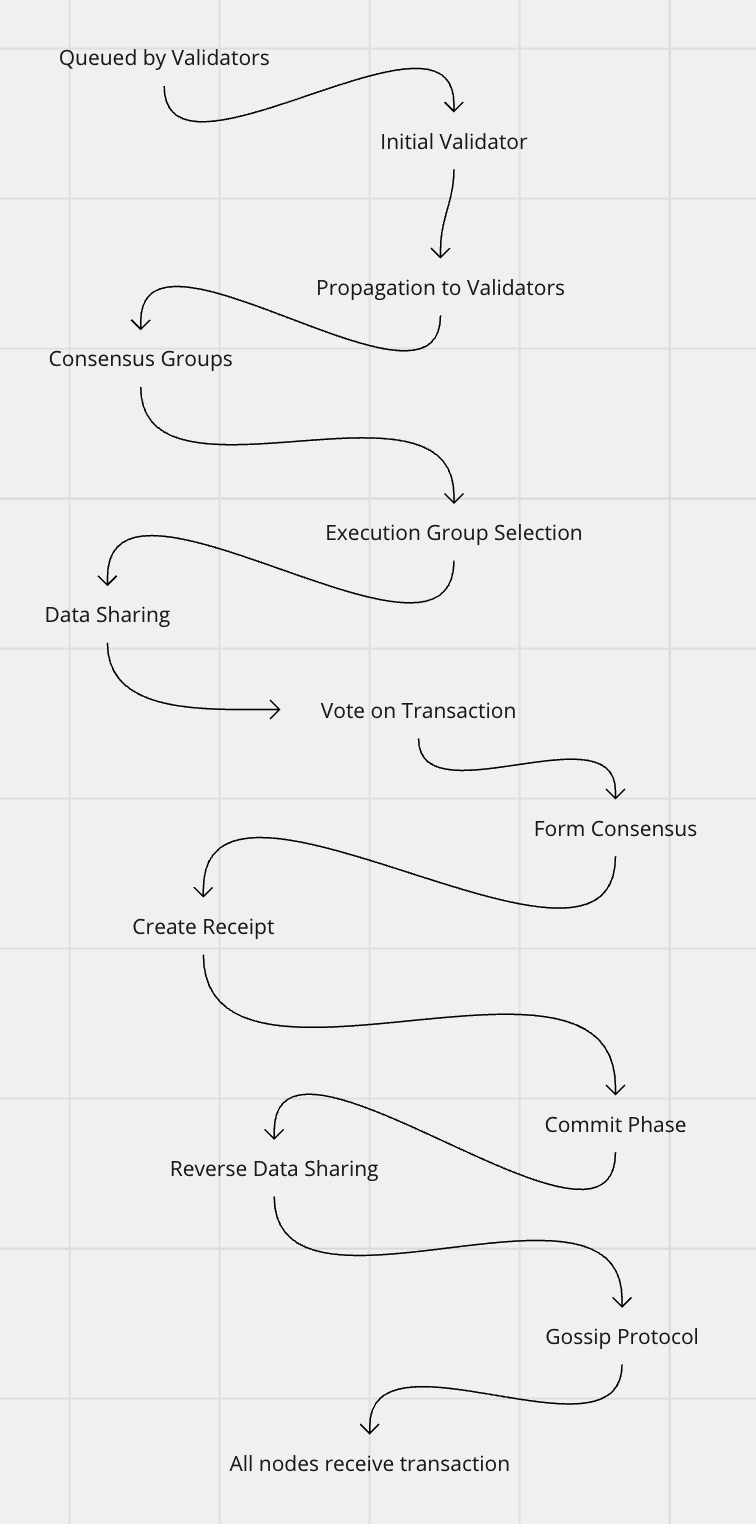 Queued by Validators
Initial Validator
Propagation to Validators
Consensus Groups
Execution Group Selection
Data Sharing
Vote on Transaction
Form Consensus
Create Receipt
Commit Phase
Reverse Data Sharing
Gossip Protocol
All nodes receive transaction